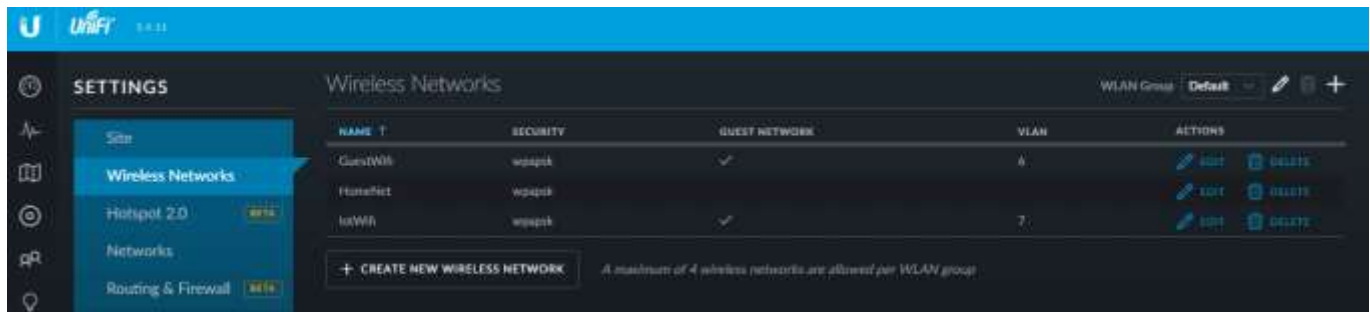 U UniFi
SETTINGS
Site
Wireless Networks
Hotspot 2.0 BETA
Networks
Routing & Firewall BETA
Wireless Networks
WLAN Group Default
NAME ↑ SECURITY GUEST NETWORK VLAN ACTIONS
GuestWifi wpapsk 6 EDIT DELETE
HomeNet wpapsk EDIT DELETE
IotWifi wpapsk 7 EDIT DELETE
+ CREATE NEW WIRELESS NETWORK A maximum of 4 wireless networks are allowed per WLAN group